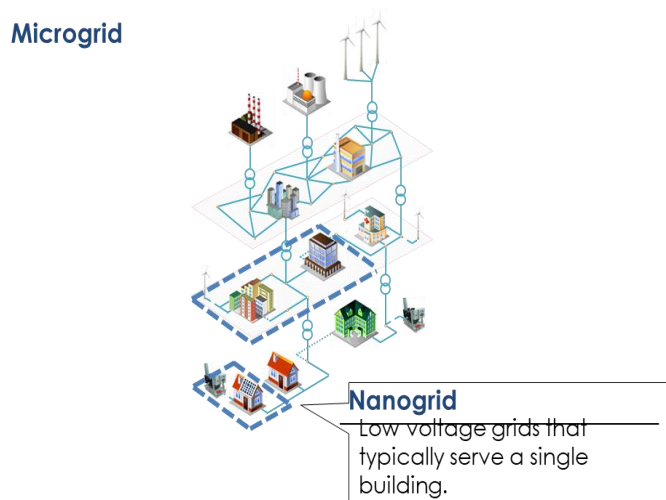 Microgrid
Nanogrid
Low voltage grids that
typically serve a single
building.